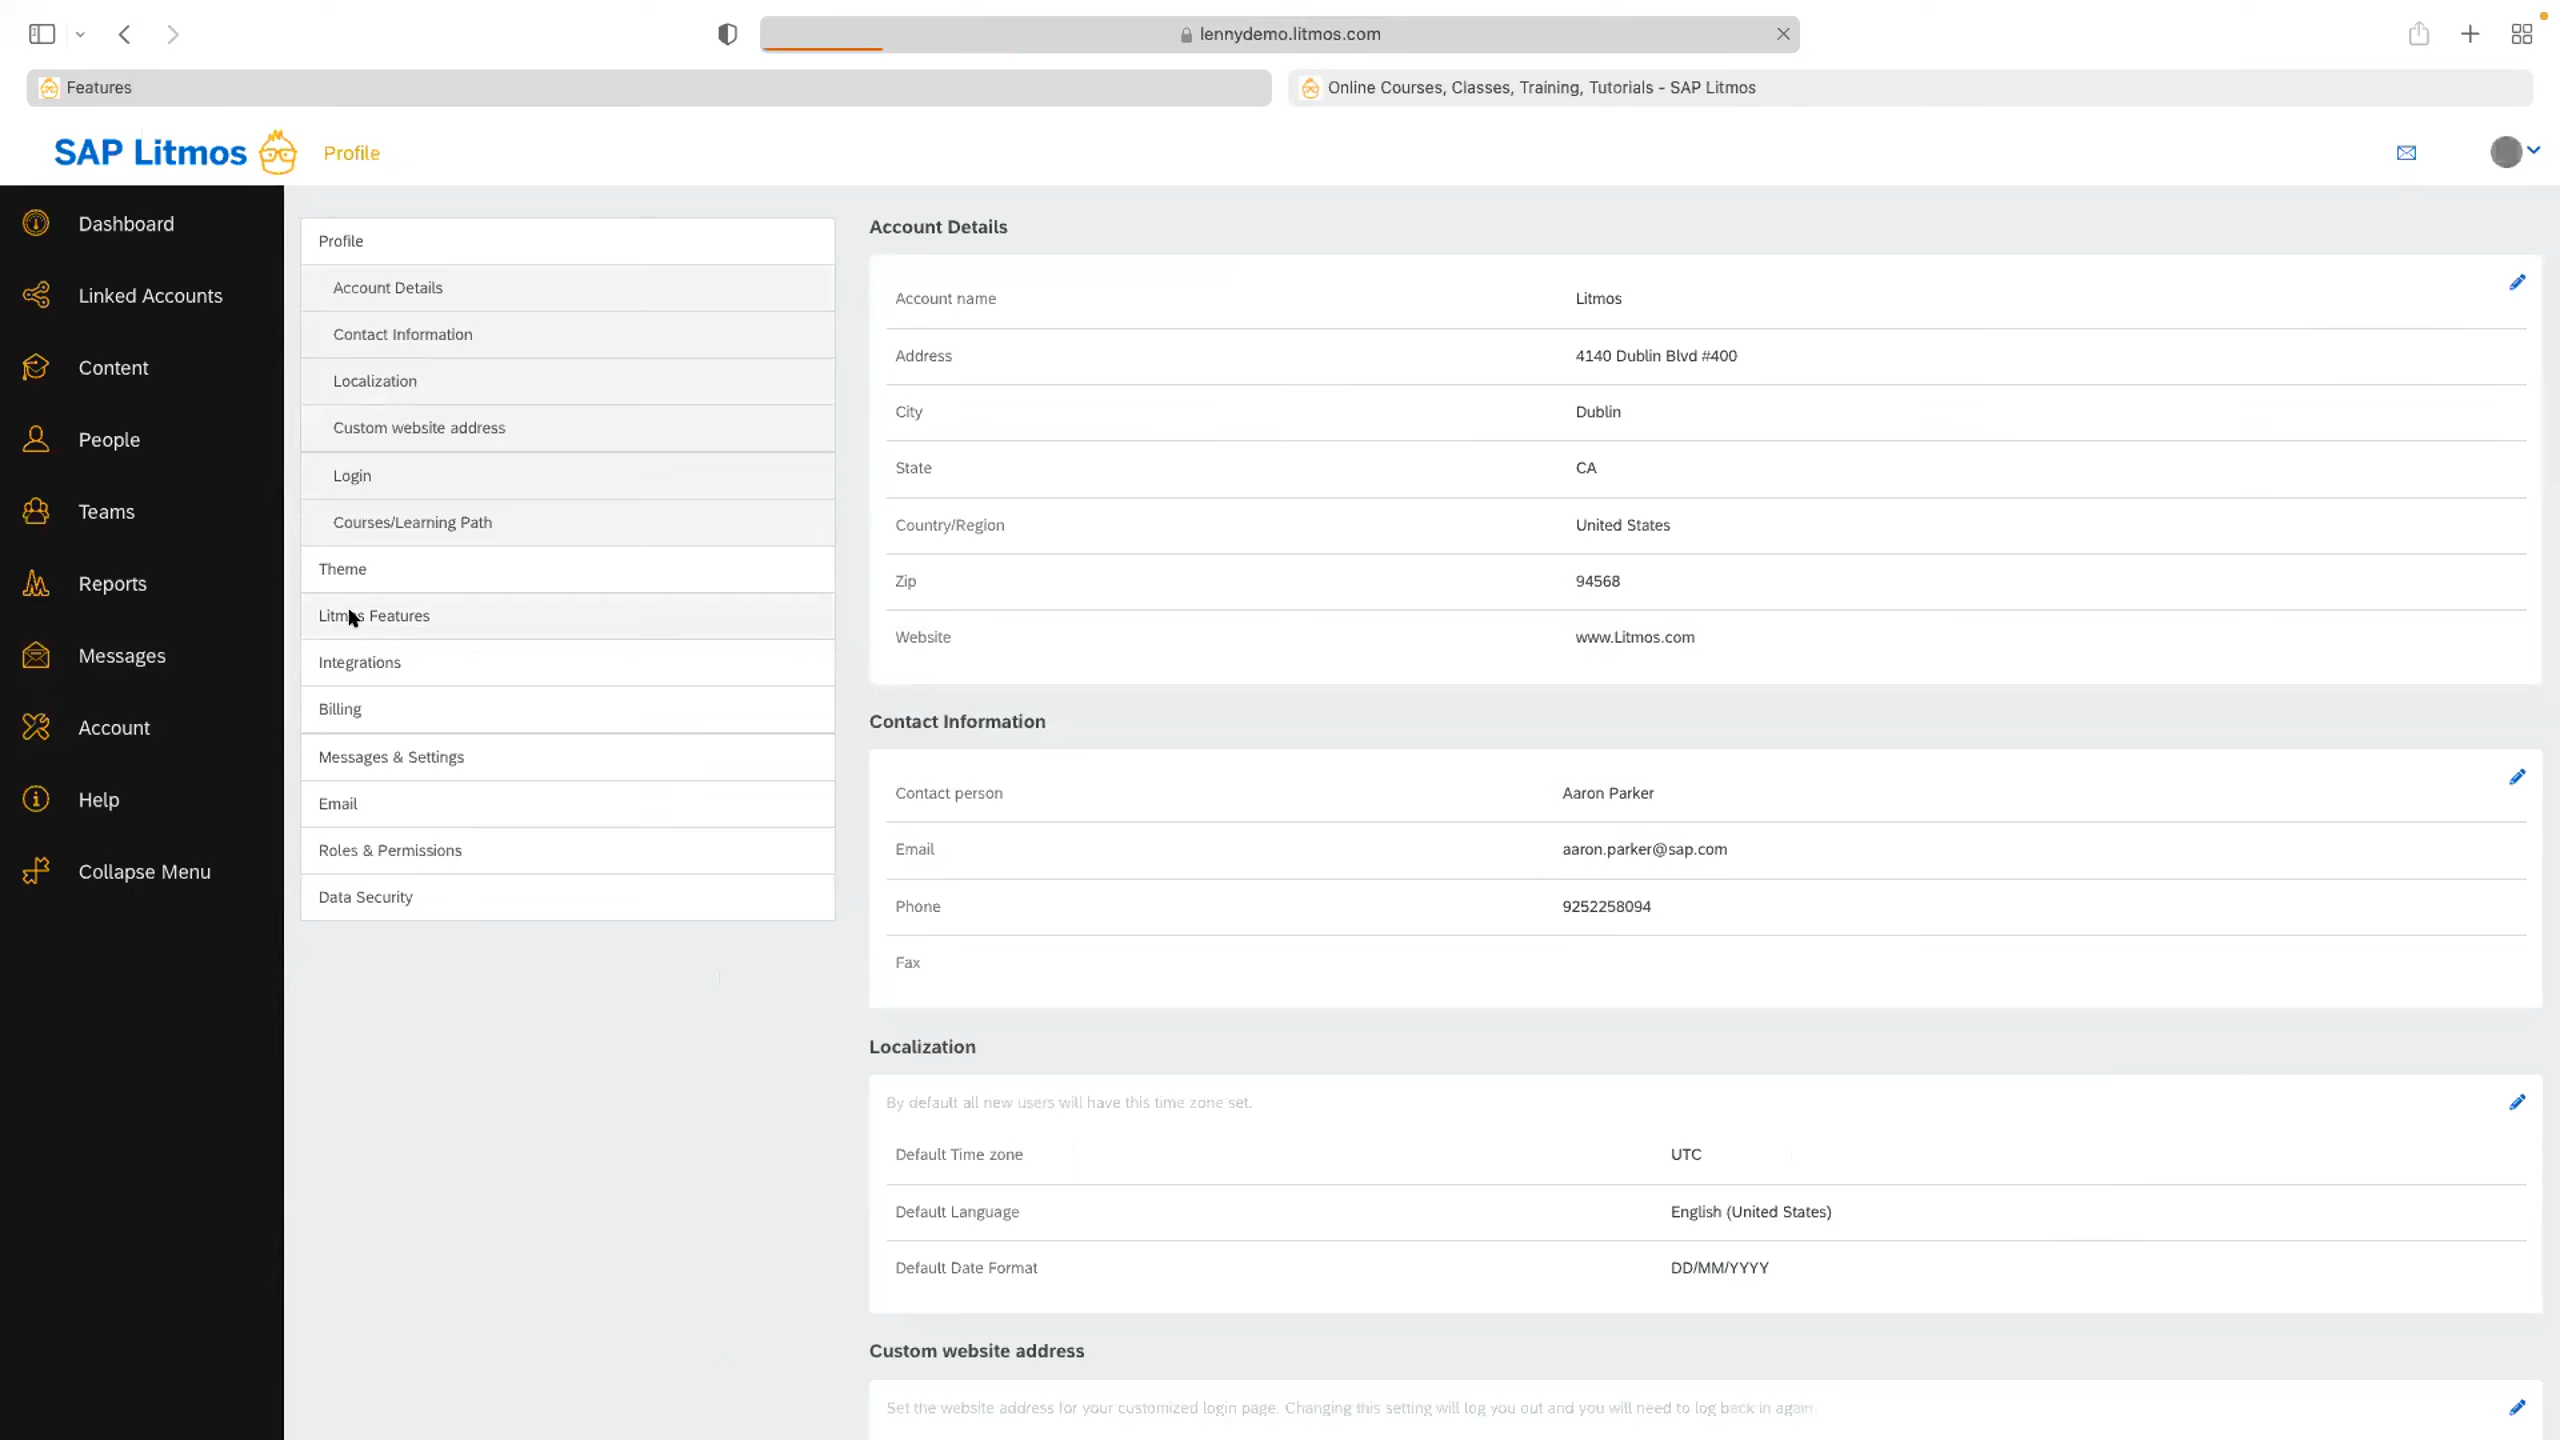 lennydemo.litmos.com
Features
Online Courses, Classes, Training, Tutorials - SAP Litmos
SAP Litmos
Profile
Dashboard
Linked Accounts
Content
People
Teams
Reports
Messages
Account
Help
Collapse Menu
Profile
Account Details
Contact Information
Localization
Custom website address
Login
Courses/Learning Path
Theme
Litmos Features
Integrations
Billing
Messages & Settings
Email
Roles & Permissions
Data Security
Account Details
Account name Litmos
Address 4140 Dublin Blvd #400
City Dublin
State CA
Country/Region United States
Zip 94568
Website www.Litmos.com
Contact Information
Contact person Aaron Parker
Email aaron.parker@sap.com
Phone 9252258094
Fax
Localization
By default all new users will have this time zone set.
Default Time zone UTC
Default Language English (United States)
Default Date Format DD/MM/YYYY
Custom website address
Set the website address for your customized login page. Changing this setting will log you out and you will need to log back in again